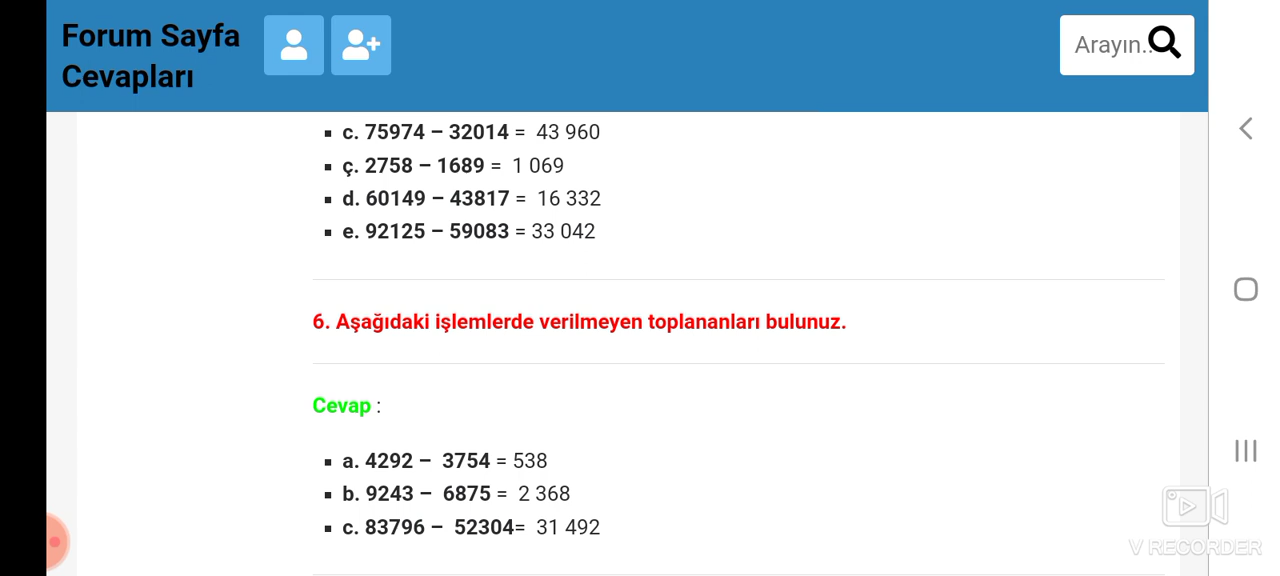 Forum Sayfa
Cevapları
Arayın..
c. 75974 – 32014 = 43 960
ç. 2758 – 1689 = 1 069
d. 60149 – 43817 = 16 332
e. 92125 – 59083 = 33 042
6. Aşağıdaki işlemlerde verilmeyen toplananları bulunuz.
Cevap :
a. 4292 – 3754 = 538
b. 9243 – 6875 = 2 368
c. 83796 – 52304= 31 492
V RECORDER